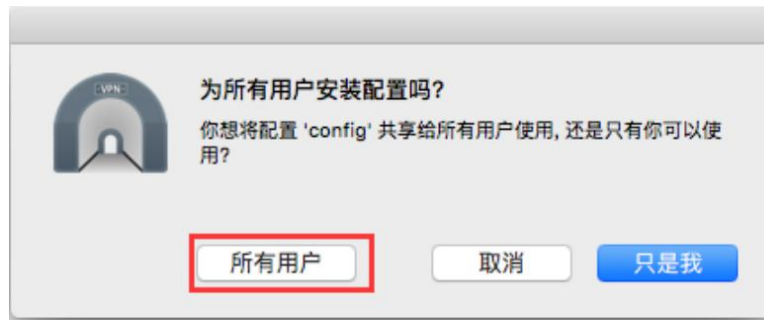 VPN
为所有用户安装配置吗?
你想将配置 'config' 共享给所有用户使用, 还是只有你可以使
用?
所有用户
取消
只是我